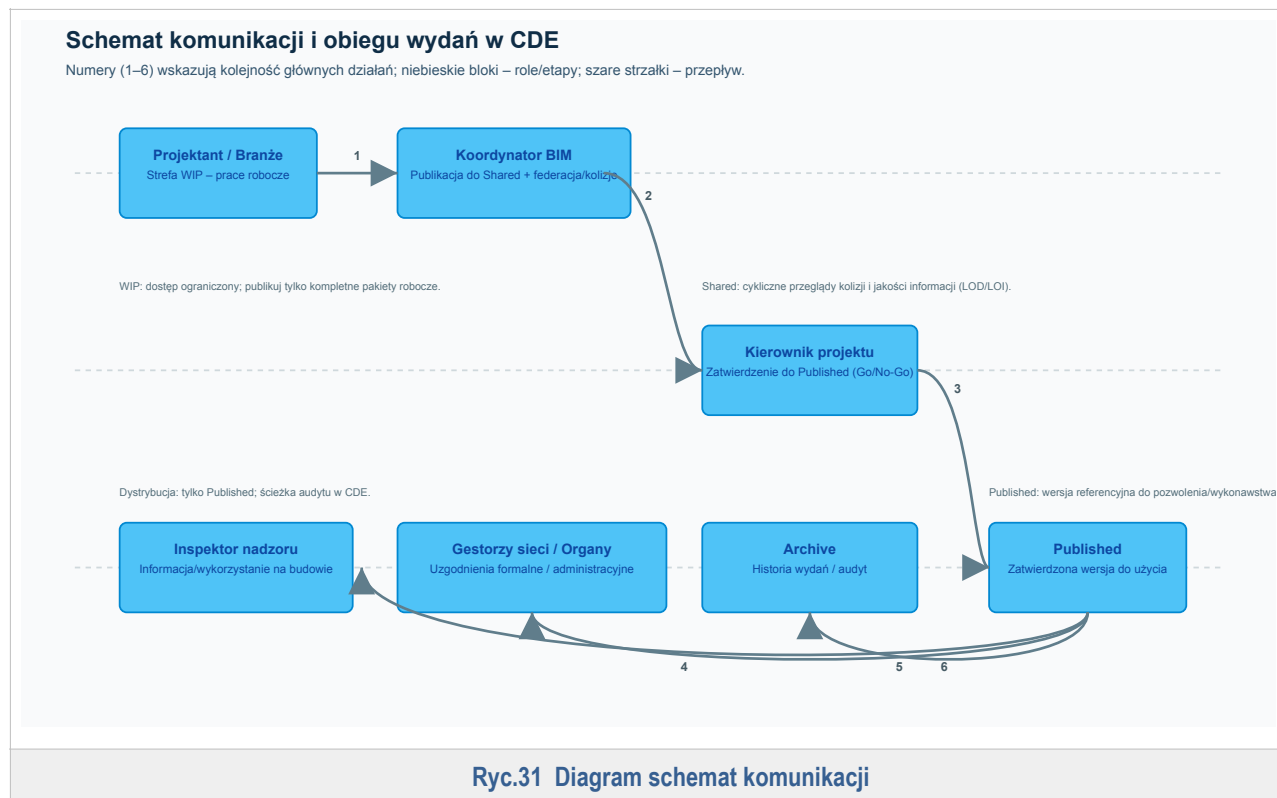 Schemat komunikacji i obiegu wydań w CDE
Numery (1–6) wskazują kolejność głównych działań; niebieskie bloki – role/etapy; szare strzałki – przepływ.
Projektant / Branże
Strefa WIP – prace robocze
1
Koordynator BIM
Publikacja do Shared + federacja/kolizje
2
WIP: dostęp ograniczony; publikuj tylko kompletne pakiety robocze.
Shared: cykliczne przeglądy kolizji i jakości informacji (LOD/LOI).
Kierownik projektu
Zatwierdzenie do Published (Go/No-Go)
3
Dystrybucja: tylko Published; ścieżka audytu w CDE.
Published: wersja referencyjna do pozwolenia/wykonawstwa
Inspektor nadzoru
Informacja/wykorzystanie na budowie
Gestorzy sieci / Organy
Uzgodnienia formalne / administracyjne
Archive
Historia wydań / audyt
Published
Zatwierdzona wersja do użycia
4
5
6
Ryc.31 Diagram schemat komunikacji